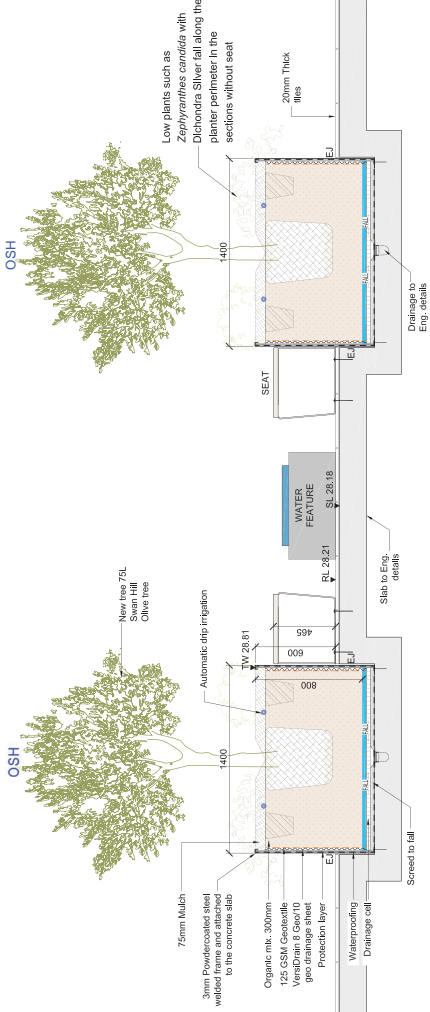 OSH
New tree 75L
Swan Hill
Olive tree
Automatic drip irrigation
75mm Mulch
3mm Powdercoated steel
welded frame and attached
to the concrete slab
1400
TW 28.81
Organic mix. 300mm
125 GSM Geotextile
VersiDrain 8 Geo/10
geo drainage sheet
Protection layer
Waterproofing
Drainage cell
Screed to fall
EJ
FALL
FALL
800
600
465
EJ
RL 28.21
SL 28.18
WATER
FEATURE
Slab to Eng.
details
SEAT
OSH
Low plants such as
Zephyranthes candida with
Dichondra Silver fall along the
planter perimeter in the
sections without seat
1400
20mm Thick
tiles
EJ
FALL
FALL
EJ
Drainage to
Eng. details